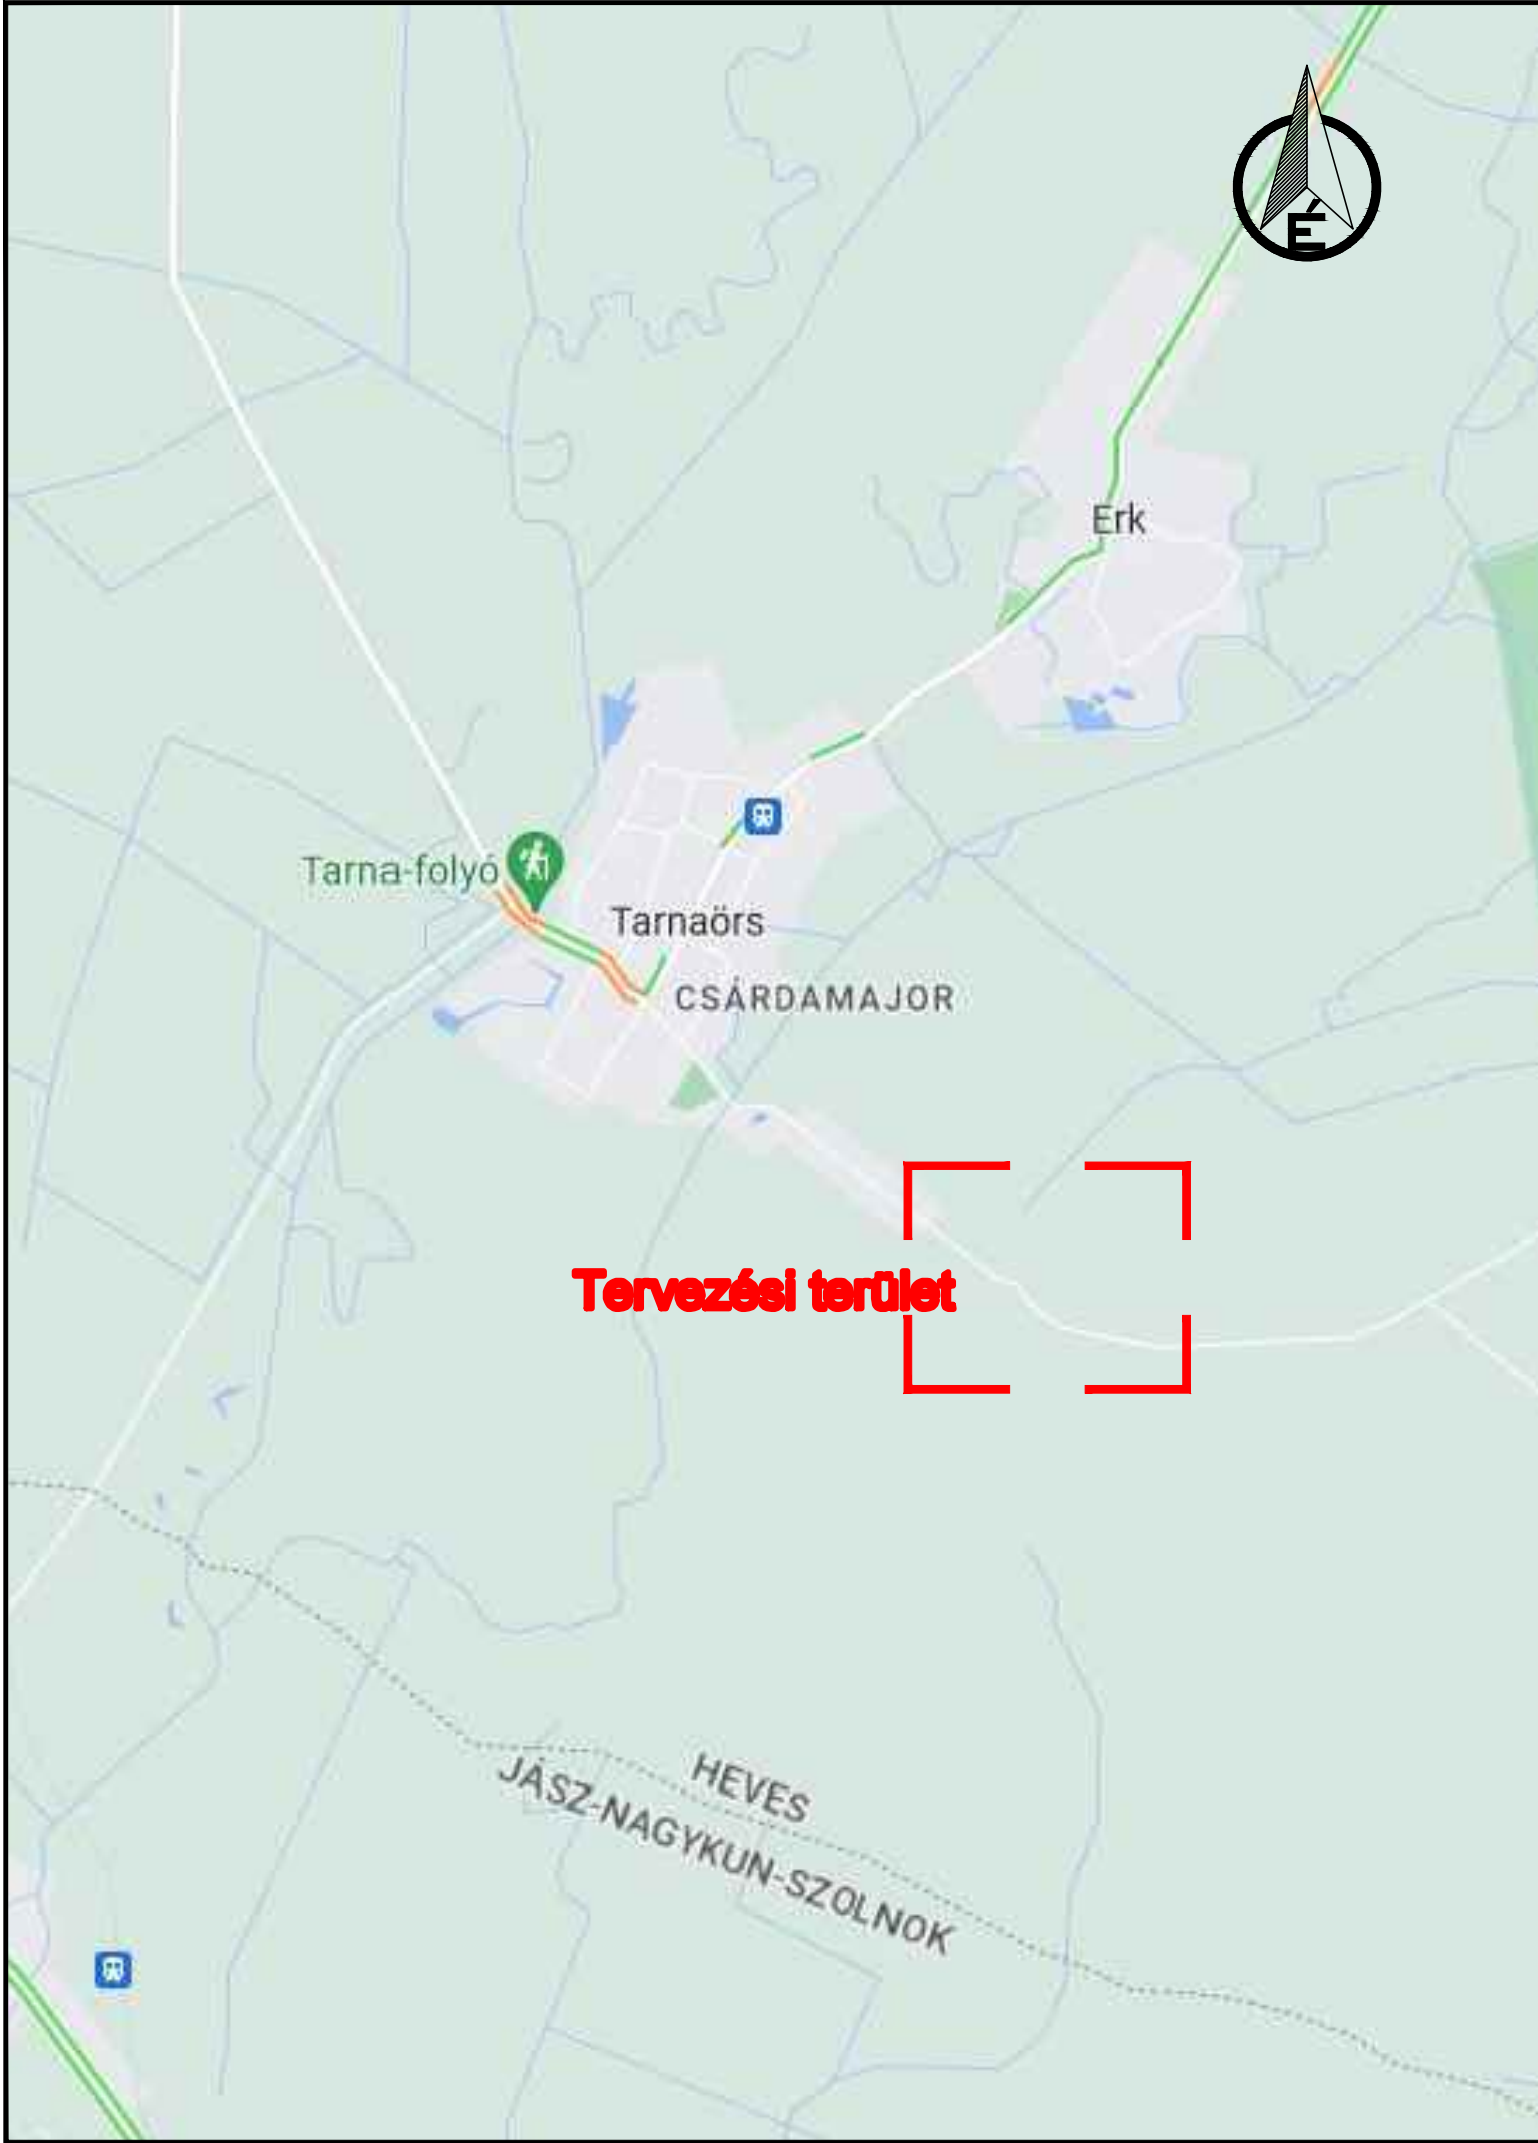 É
Erk
Tarna-folyó
Tarnaörs
CSÁRDAMAJOR
Tervezési terület
HEVES
JÁSZ-NAGYKUN-SZOLNOK